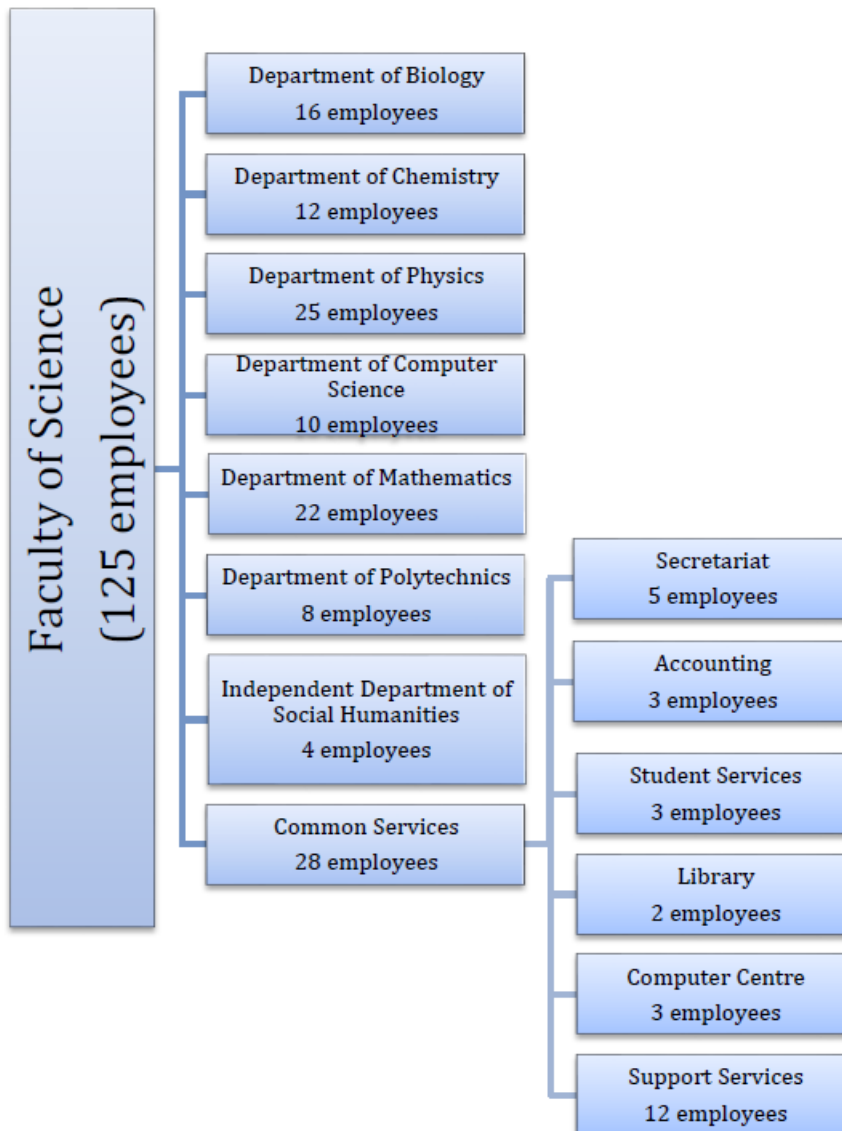 Faculty of Science
(125 employees)
Department of Biology
16 employees
Department of Chemistry
12 employees
Department of Physics
25 employees
Department of Computer
Science
10 employees
Department of Mathematics
22 employees
Department of Polytechnics
8 employees
Independent Department of
Social Humanities
4 employees
Common Services
28 employees
Secretariat
5 employees
Accounting
3 employees
Student Services
3 employees
Library
2 employees
Computer Centre
3 employees
Support Services
12 employees